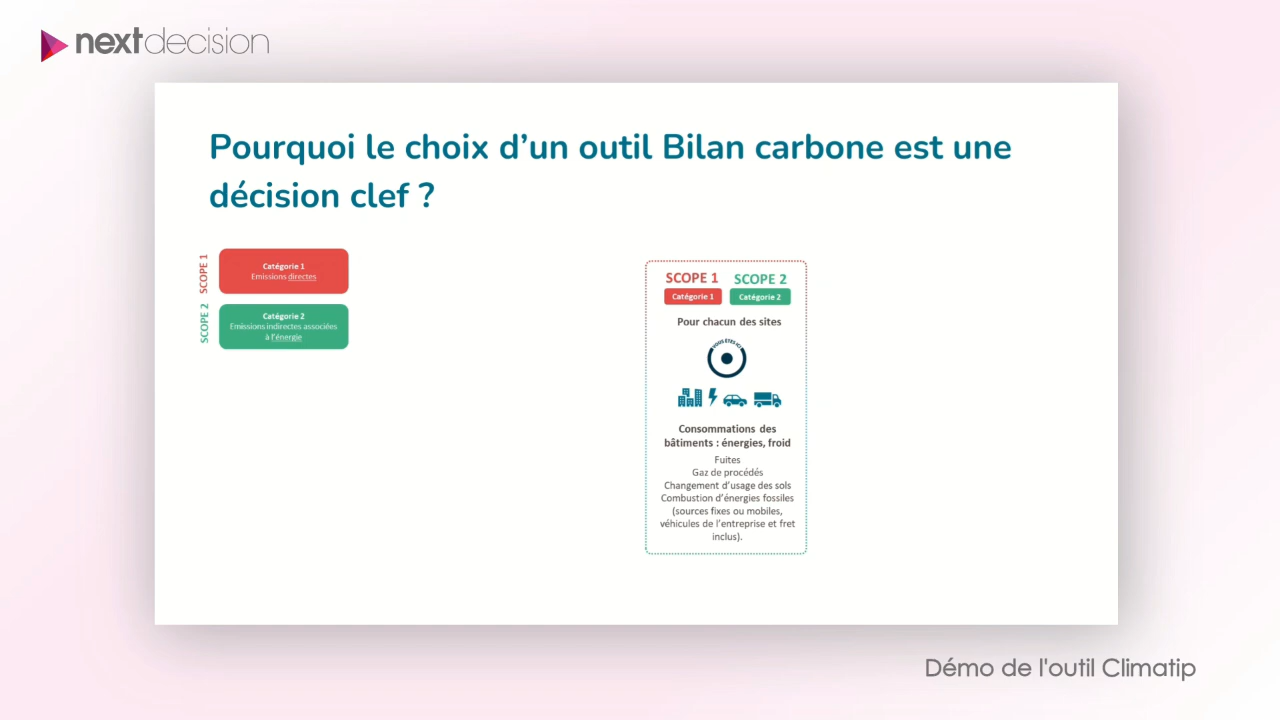 nextdecision
Pourquoi le choix d’un outil Bilan carbone est une
décision clef ?
SCOPE 1
Catégorie 1
Emissions directes
SCOPE 2
Catégorie 2
Emissions indirectes associées
à l’énergie
SCOPE 1 SCOPE 2
Catégorie 1 Catégorie 2
Pour chacun des sites
VOUS ÊTES ICI
Consommations des
bâtiments : énergies, froid
Fuites
Gaz de procédés
Changement d’usage des sols
Combustion d’énergies fossiles
(sources fixes ou mobiles,
véhicules de l’entreprise et fret
inclus).
Démo de l'outil Climatip